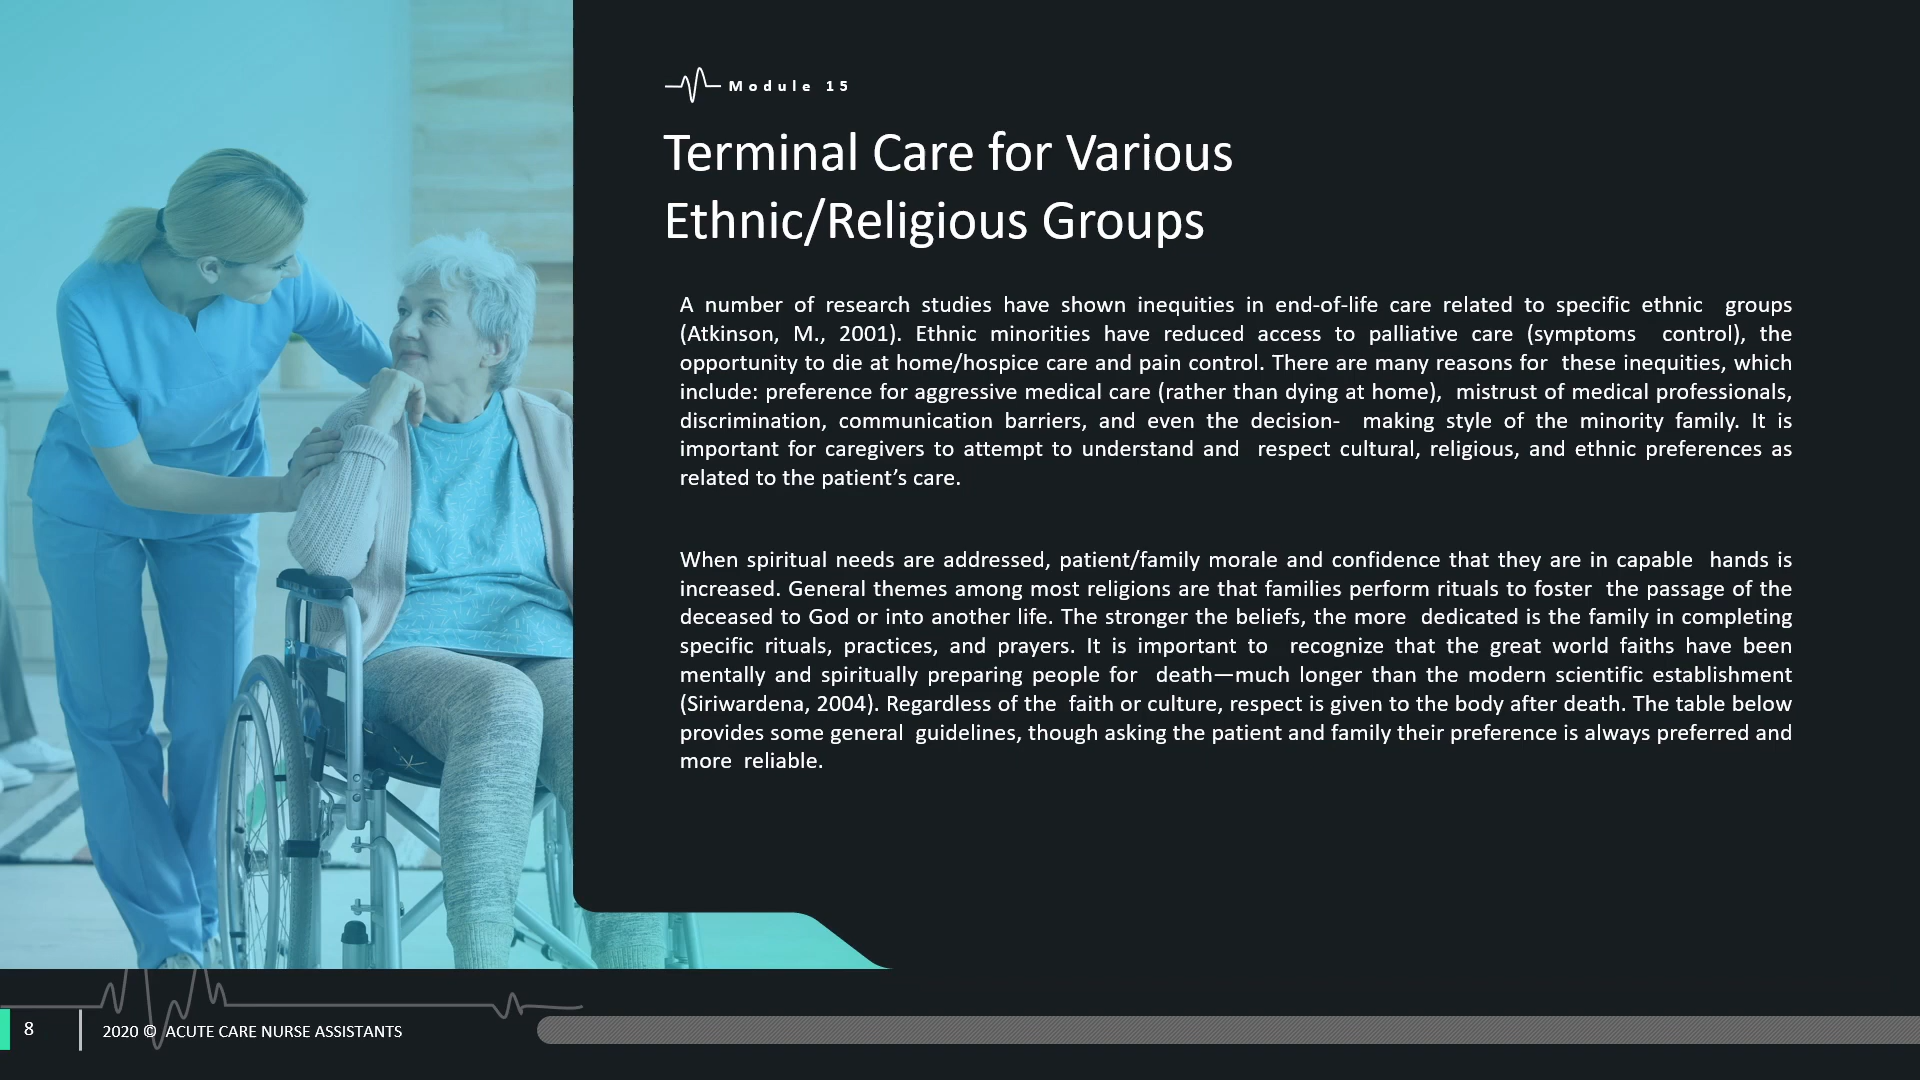 Module 15
Terminal Care for Various
Ethnic/Religious Groups
A number of research studies have shown inequities in end-of-life care related to specific ethnic groups
(Atkinson, M., 2001). Ethnic minorities have reduced access to palliative care (symptoms control), the
opportunity to die at home/hospice care and pain control. There are many reasons for these inequities, which
include: preference for aggressive medical care (rather than dying at home), mistrust of medical professionals,
discrimination, communication barriers, and even the decision- making style of the minority family. It is
important for caregivers to attempt to understand and respect cultural, religious, and ethnic preferences as
related to the patient’s care.
When spiritual needs are addressed, patient/family morale and confidence that they are in capable hands is
increased. General themes among most religions are that families perform rituals to foster the passage of the
deceased to God or into another life. The stronger the beliefs, the more dedicated is the family in completing
specific rituals, practices, and prayers. It is important to recognize that the great world faiths have been
mentally and spiritually preparing people for death—much longer than the modern scientific establishment
(Siriwardena, 2004). Regardless of the faith or culture, respect is given to the body after death. The table below
provides some general guidelines, though asking the patient and family their preference is always preferred and
more reliable.
8
2020 © ACUTE CARE NURSE ASSISTANTS